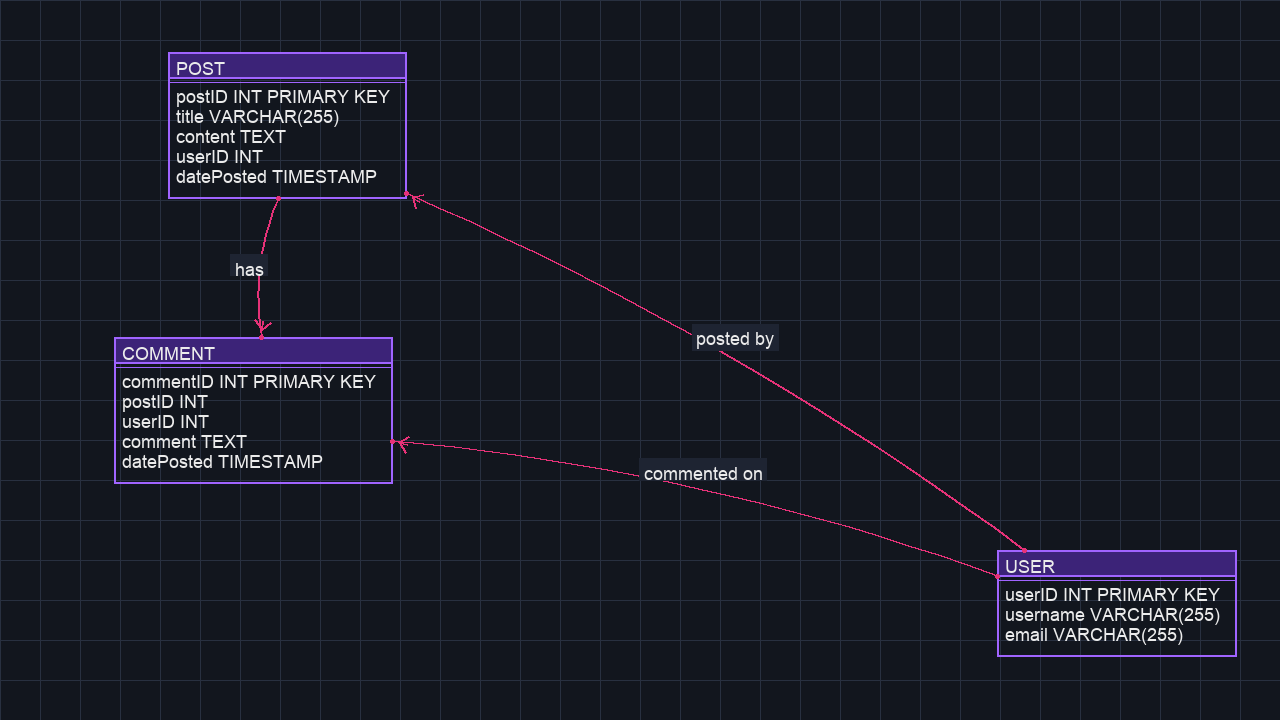 POST
postID INT PRIMARY KEY
title VARCHAR(255)
content TEXT
userID INT
datePosted TIMESTAMP
has
posted by
COMMENT
commentID INT PRIMARY KEY
postID INT
userID INT
comment TEXT
datePosted TIMESTAMP
commented on
USER
userID INT PRIMARY KEY
username VARCHAR(255)
email VARCHAR(255)